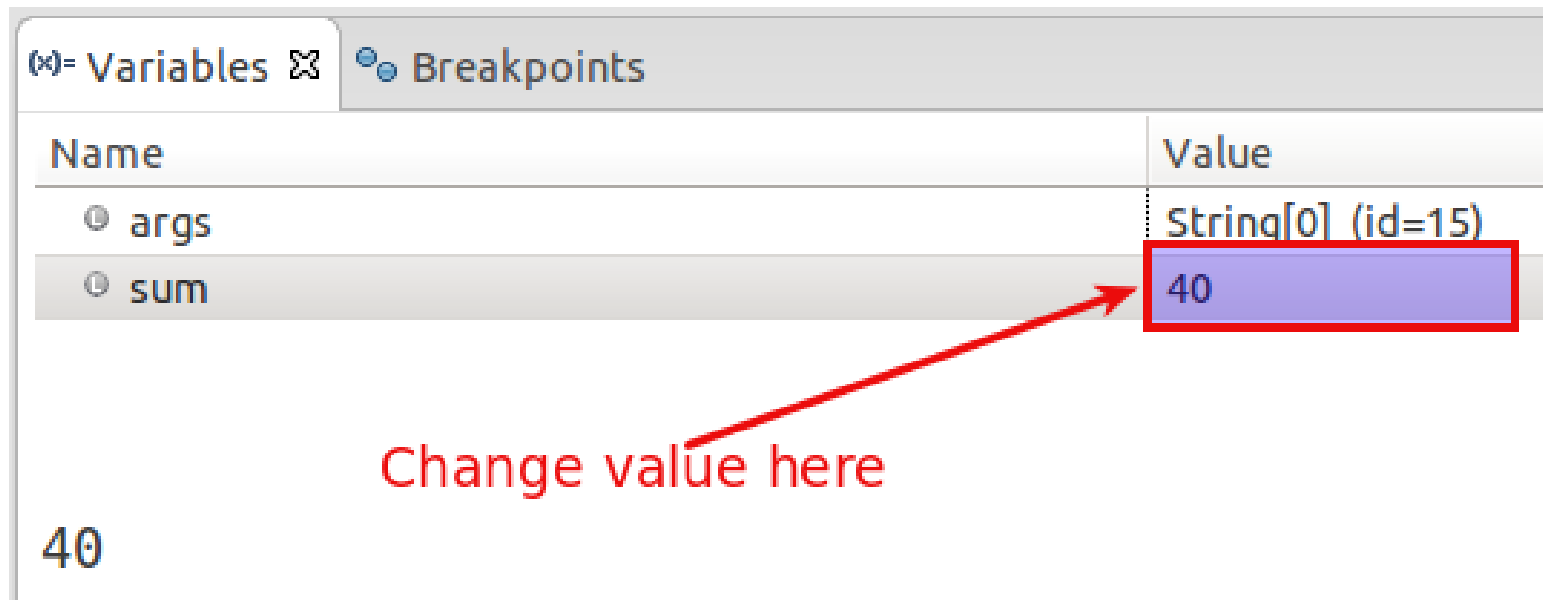 (x)= Variables Breakpoints
Name Value
args String[0] (id=15)
sum 40
Change value here
40